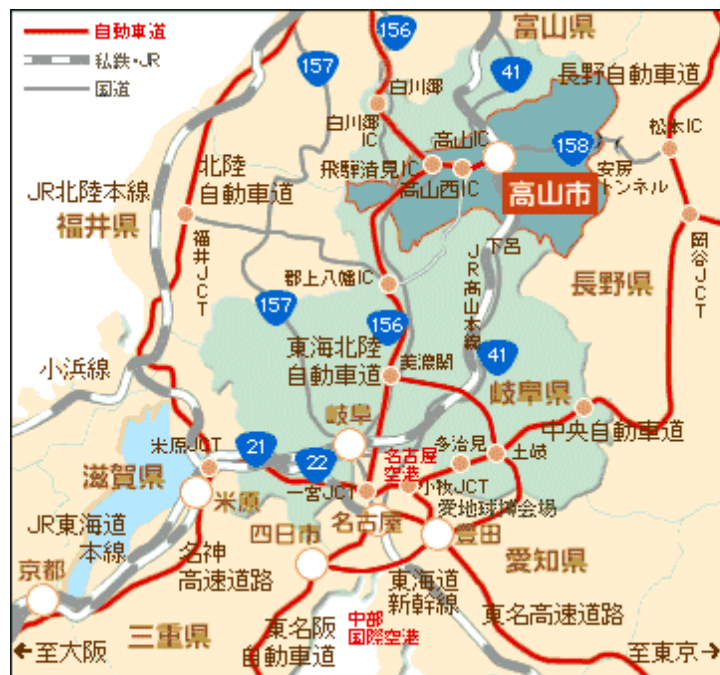 自動車道
私鉄・JR
国道
156
富山県
157
41
長野自動車道
白川郷
白川郷
IC
高山IC
松本IC
158
飛騨清見IC
高山西IC
安房
トンネル
北陸
自動車道
JR北陸本線
福井県
高山市
福井JCT
下呂
岡谷JCT
郡上八幡IC
JR高山本線
長野県
157
156
東海北陸
自動車道
美濃関
41
小浜線
岐阜県
岐阜
中央自動車道
米原JCT
21
22
多治見
土岐
名古屋
空港
滋賀県
米原
一宮JCT
小牧JCT
愛地球博会場
JR東海道
本線
名神
高速道路
四日市
名古屋
豊田
愛知県
京都
東海道
新幹線
東名高速道路
三重県
東名阪
自動車道
中部
国際空港
←至大阪
至東京→